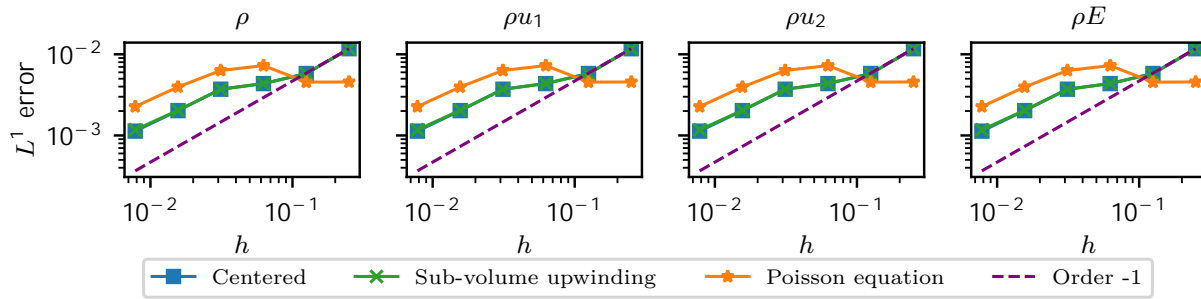 ρ ρu₁ ρu₂ ρE
10⁻²
10⁻³
L¹ error
10⁻² 10⁻¹ 10⁻² 10⁻¹ 10⁻² 10⁻¹ 10⁻² 10⁻¹
h h h h
Centered Sub-volume upwinding Poisson equation Order -1